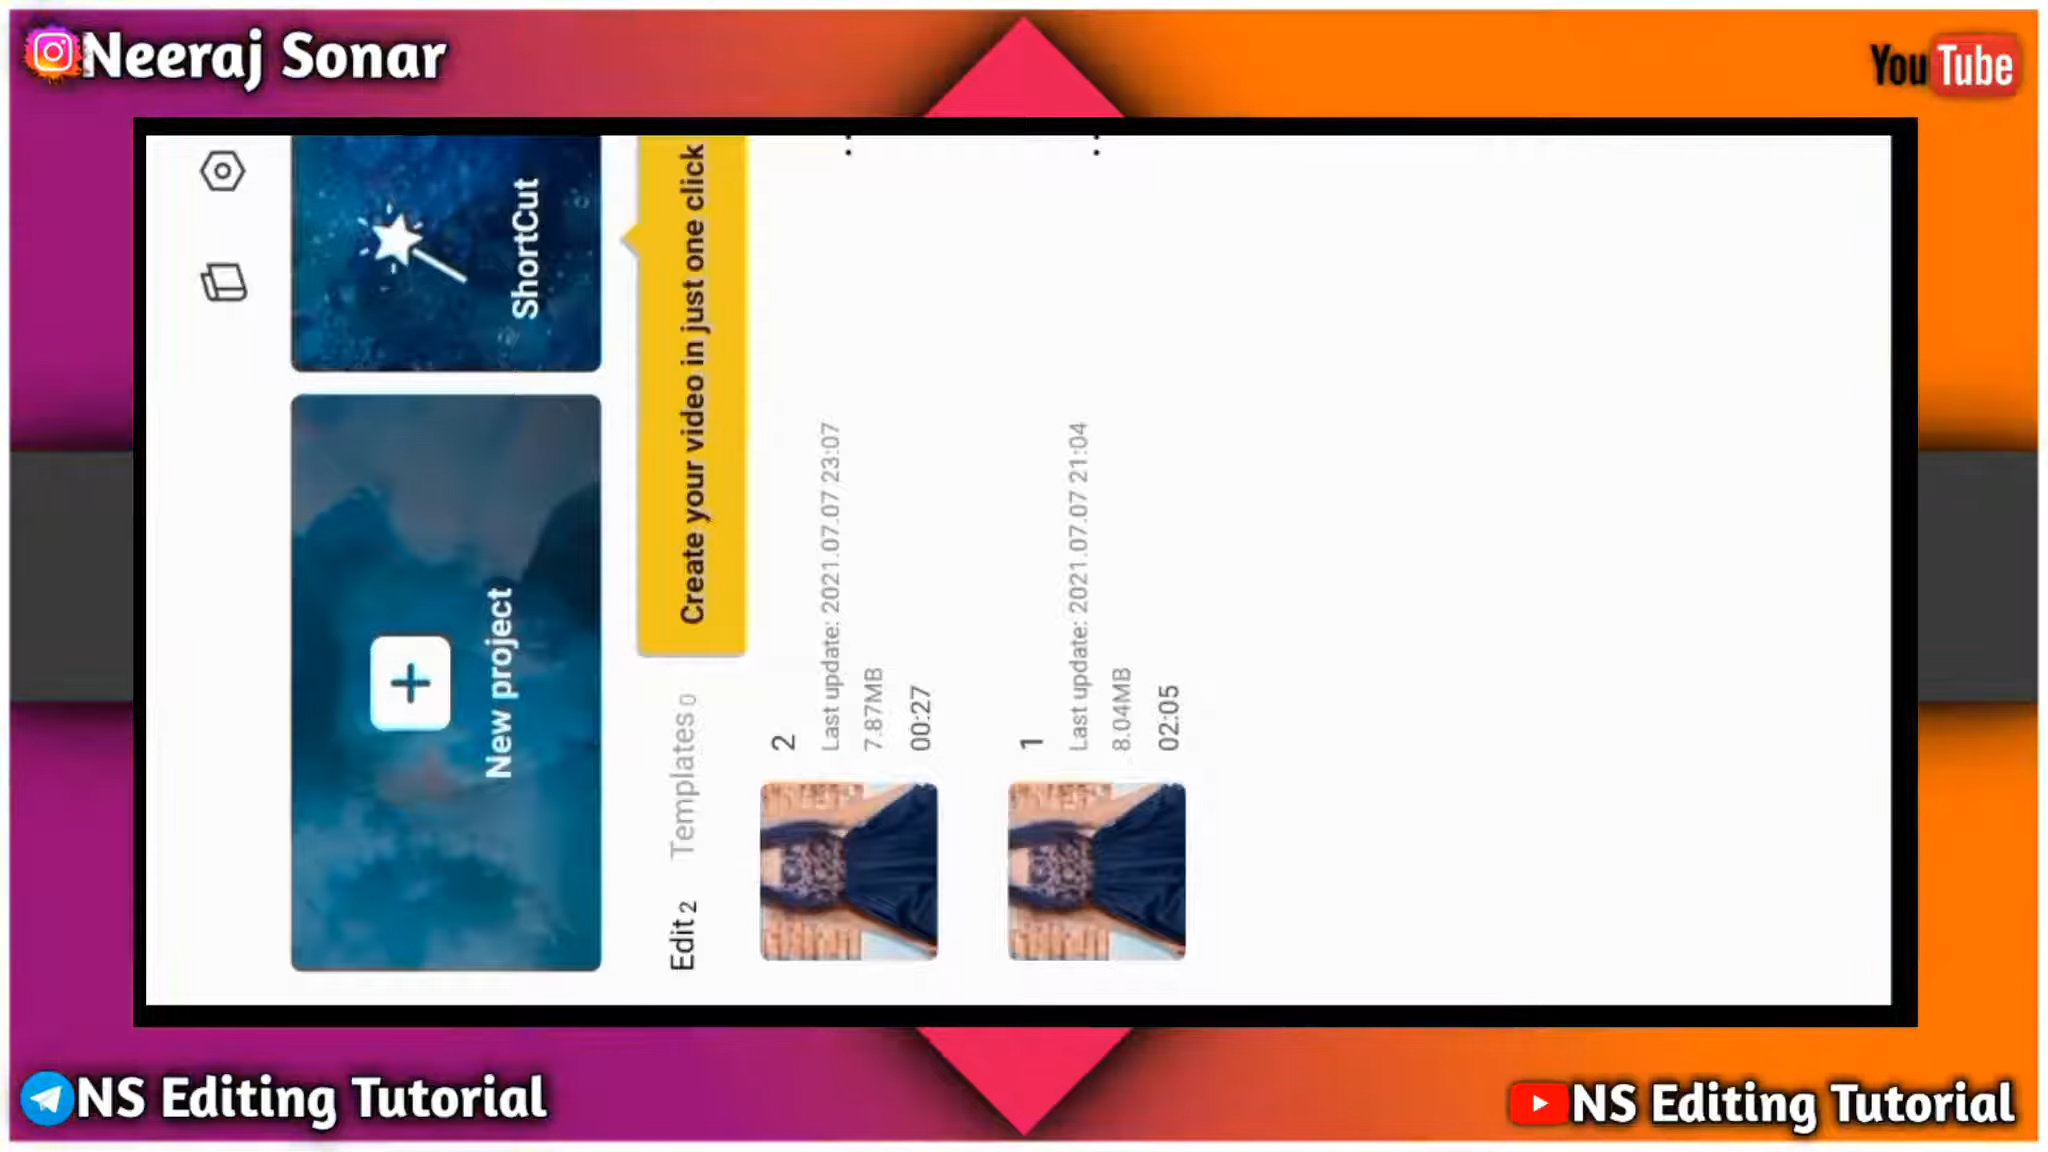 Neeraj Sonar
YouTube
ShortCut
New project
Create your video in just one click
Edit 2
Templates 0
2
Last update: 2021.07.07 23:07
7.87MB
00:27
1
Last update: 2021.07.07 21:04
8.04MB
02:05
NS Editing Tutorial
NS Editing Tutorial